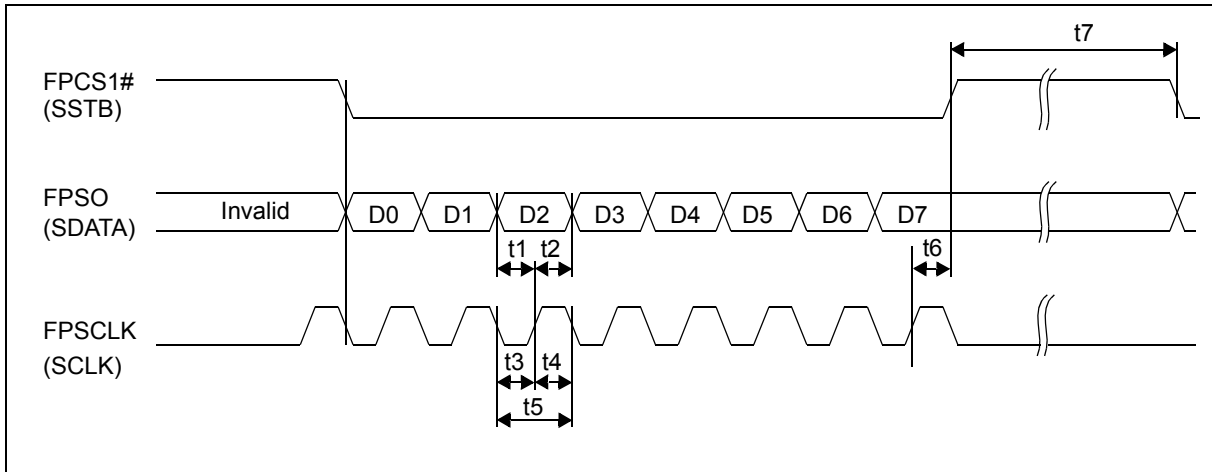 t7
FPCS1#
(SSTB)
FPSO
(SDATA)
Invalid D0 D1 D2 D3 D4 D5 D6 D7
t1 t2 t6
FPSCLK
(SCLK)
t3 t4
t5